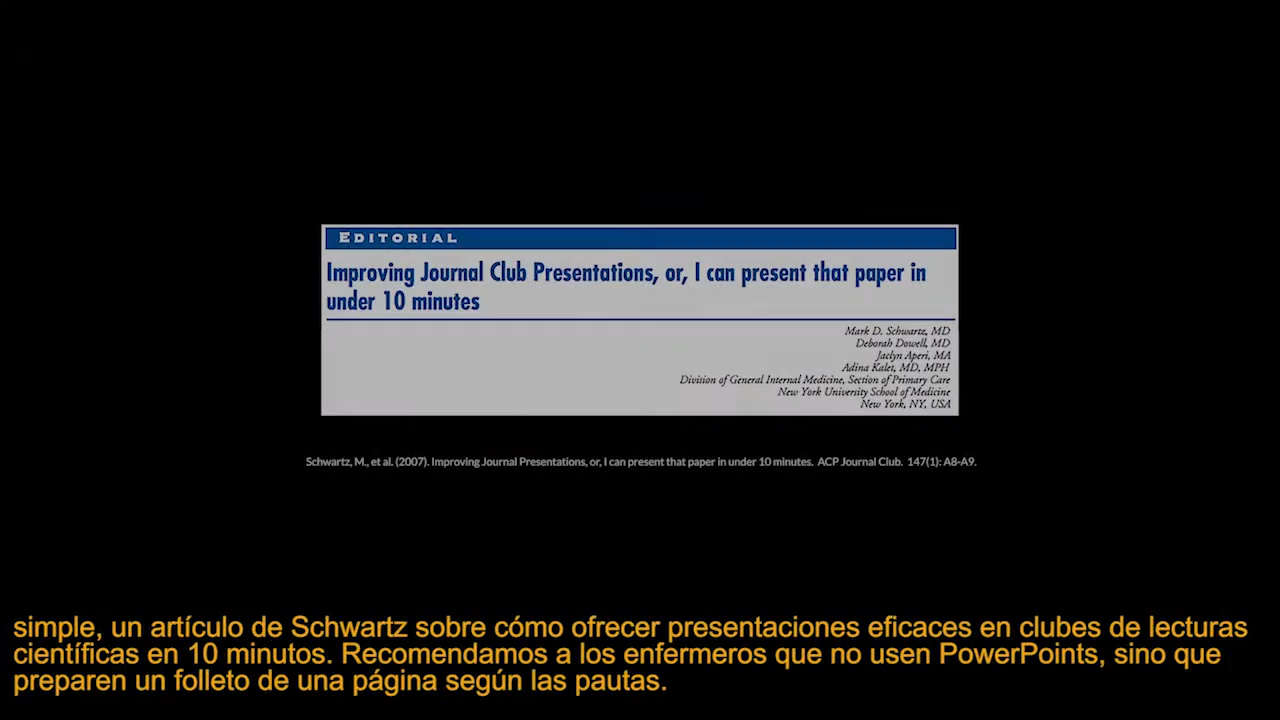 EDITORIAL
Improving Journal Club Presentations, or, I can present that paper in
under 10 minutes
Mark D. Schwartz, MD
Deborah Dowell, MD
Jaclyn Aperi, MA
Adina Kalet, MD, MPH
Division of General Internal Medicine, Section of Primary Care
New York University School of Medicine
New York, NY, USA
Schwartz, M., et al. (2007). Improving Journal Presentations, or, I can present that paper in under 10 minutes. ACP Journal Club. 147(1): A8-A9.
simple, un artículo de Schwartz sobre cómo ofrecer presentaciones eficaces en clubes de lecturas
científicas en 10 minutos. Recomendamos a los enfermeros que no usen PowerPoints, sino que
preparen un folleto de una página según las pautas.